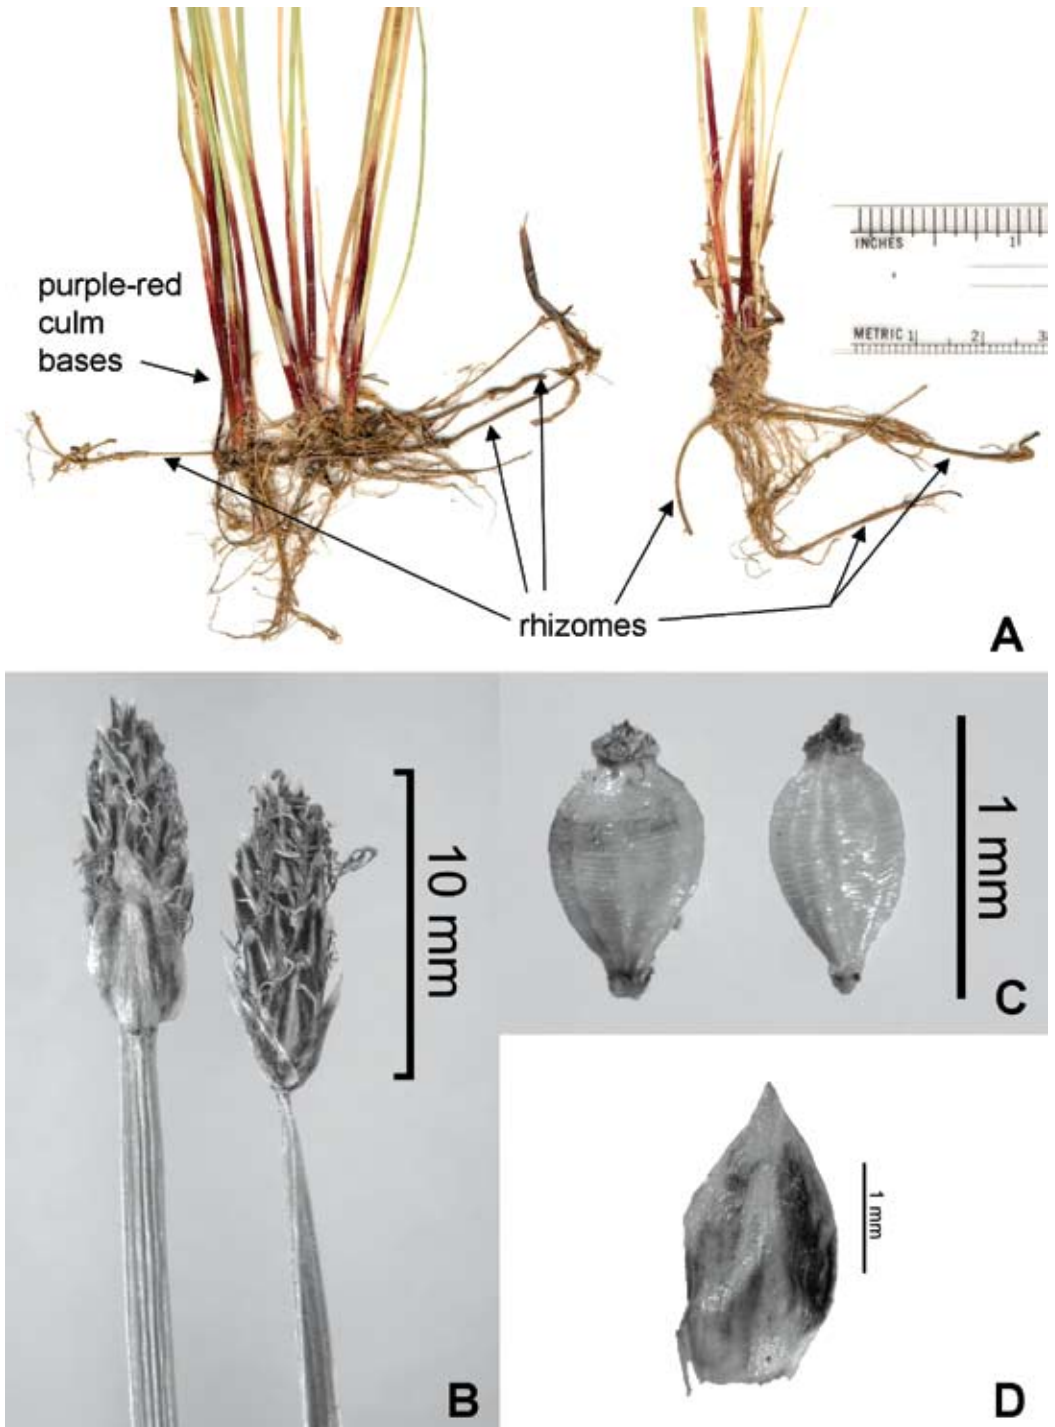 purple-red
culm
bases
INCHES 1
METRIC 1 2 3
rhizomes
A
10 mm
B
1 mm
C
1 mm
D